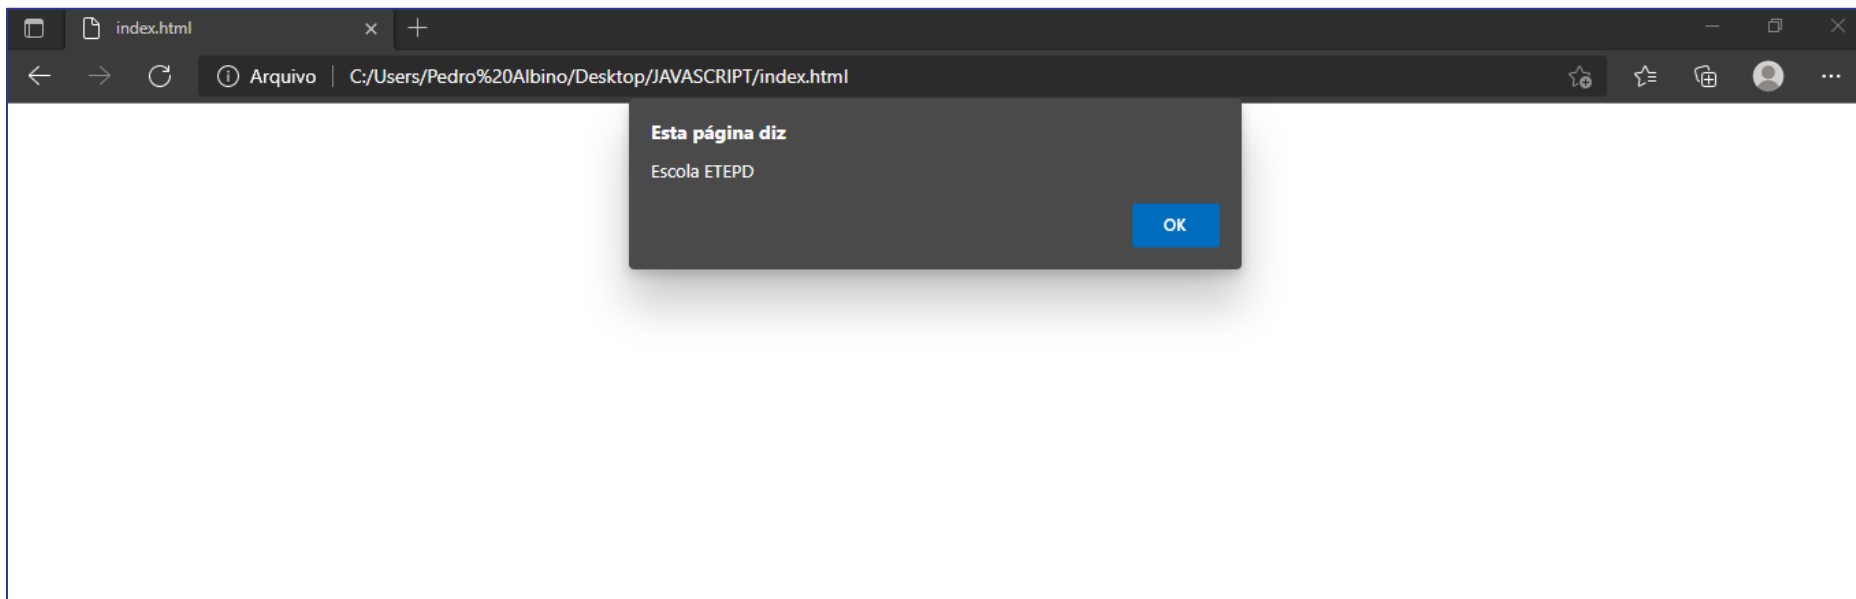 index.html
Arquivo C:/Users/Pedro%20Albino/Desktop/JAVASCRIPT/index.html
Esta página diz
Escola ETEPD
OK